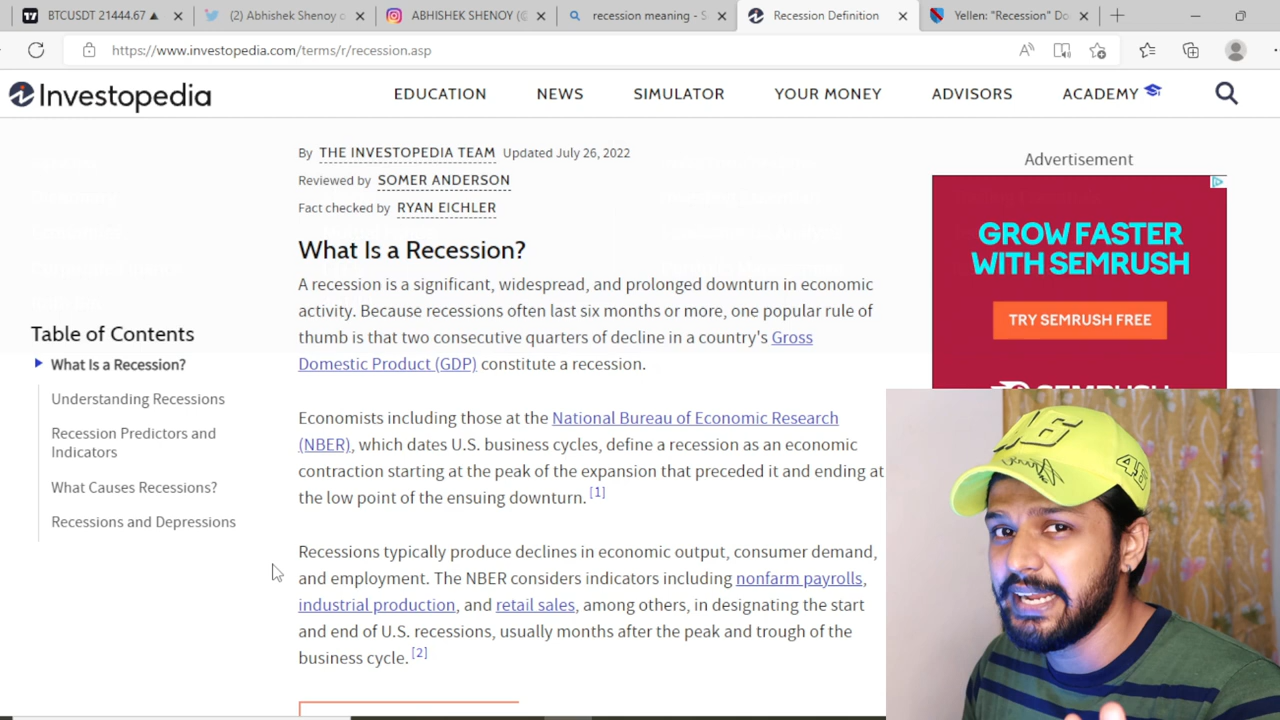 BTCUSDT 21444.67 ▲
(2) Abhishek Shenoy
ABHISHEK SHENOY (@
recession meaning - S
Recession Definition
Yellen: "Recession" Do
https://www.investopedia.com/terms/r/recession.asp
Investopedia
EDUCATION
NEWS
SIMULATOR
YOUR MONEY
ADVISORS
ACADEMY
By THE INVESTOPEDIA TEAM Updated July 26, 2022
Reviewed by SOMER ANDERSON
Fact checked by RYAN EICHLER
What Is a Recession?
A recession is a significant, widespread, and prolonged downturn in economic
activity. Because recessions often last six months or more, one popular rule of
thumb is that two consecutive quarters of decline in a country's Gross
Domestic Product (GDP) constitute a recession.
Economists including those at the National Bureau of Economic Research
(NBER), which dates U.S. business cycles, define a recession as an economic
contraction starting at the peak of the expansion that preceded it and ending at
the low point of the ensuing downturn. [1]
Recessions typically produce declines in economic output, consumer demand,
and employment. The NBER considers indicators including nonfarm payrolls,
industrial production, and retail sales, among others, in designating the start
and end of U.S. recessions, usually months after the peak and trough of the
business cycle. [2]
Table of Contents
What Is a Recession?
Understanding Recessions
Recession Predictors and
Indicators
What Causes Recessions?
Recessions and Depressions
Advertisement
GROW FASTER
WITH SEMRUSH
TRY SEMRUSH FREE
SEMRUSH
46
46